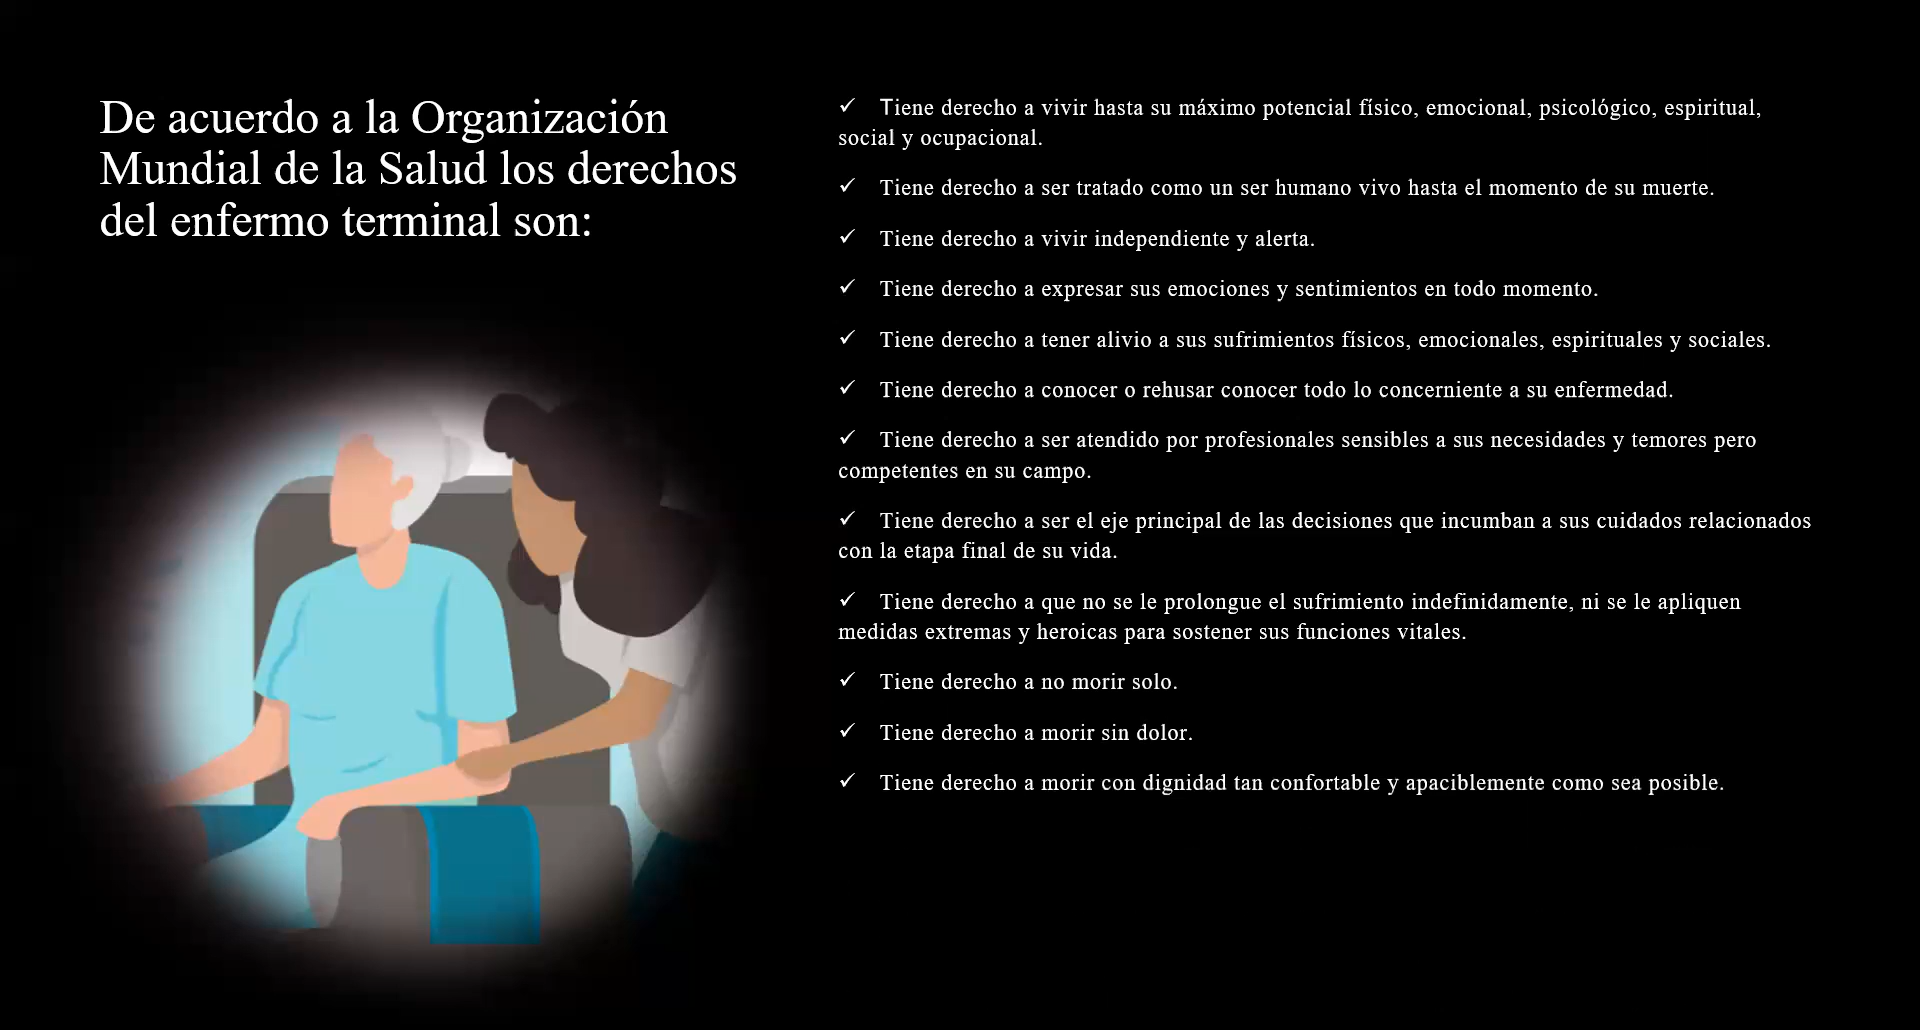 De acuerdo a la Organización
Mundial de la Salud los derechos
del enfermo terminal son:
✓ Tiene derecho a vivir hasta su máximo potencial físico, emocional, psicológico, espiritual,
social y ocupacional.
✓ Tiene derecho a ser tratado como un ser humano vivo hasta el momento de su muerte.
✓ Tiene derecho a vivir independiente y alerta.
✓ Tiene derecho a expresar sus emociones y sentimientos en todo momento.
✓ Tiene derecho a tener alivio a sus sufrimientos físicos, emocionales, espirituales y sociales.
✓ Tiene derecho a conocer o rehusar conocer todo lo concerniente a su enfermedad.
✓ Tiene derecho a ser atendido por profesionales sensibles a sus necesidades y temores pero
competentes en su campo.
✓ Tiene derecho a ser el eje principal de las decisiones que incumban a sus cuidados relacionados
con la etapa final de su vida.
✓ Tiene derecho a que no se le prolongue el sufrimiento indefinidamente, ni se le apliquen
medidas extremas y heroicas para sostener sus funciones vitales.
✓ Tiene derecho a no morir solo.
✓ Tiene derecho a morir sin dolor.
✓ Tiene derecho a morir con dignidad tan confortable y apaciblemente como sea posible.